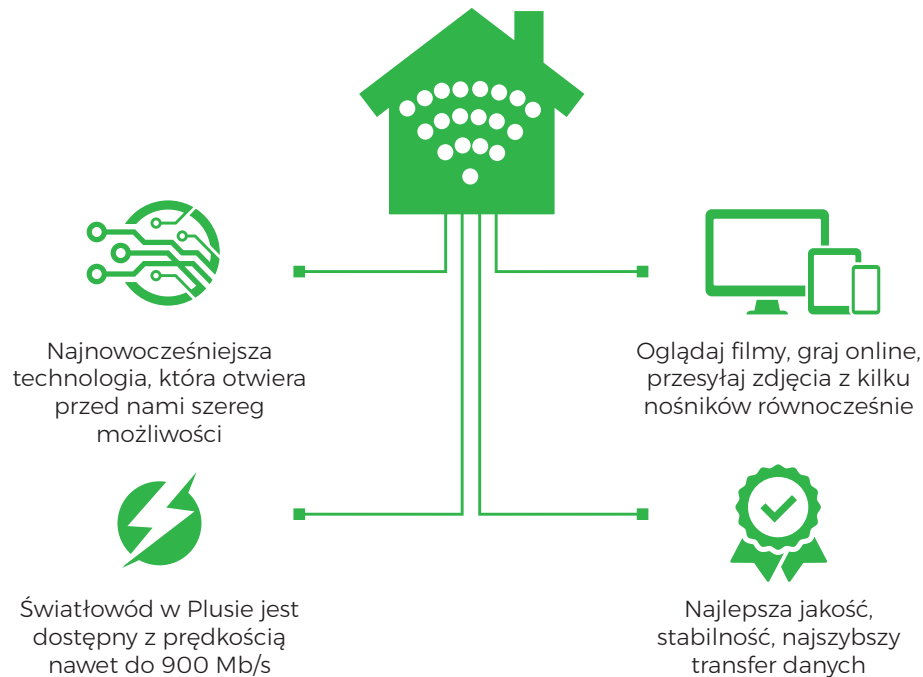 Najnowocześniejsza
technologia, która otwiera
przed nami szereg
możliwości
Oglądaj filmy, graj online,
przesyłaj zdjęcia z kilku
nośników równocześnie
Światłowód w Plusie jest
dostępny z prędkością
nawet do 900 Mb/s
Najlepsza jakość,
stabilność, najszybszy
transfer danych